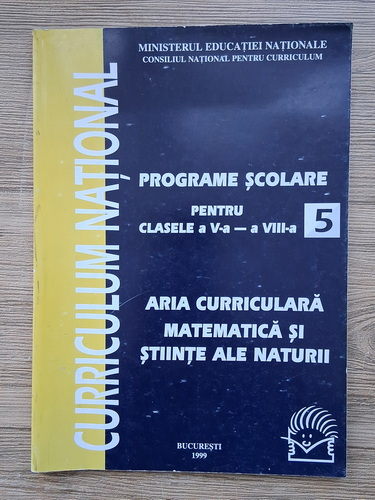 CURRICULUM NAȚIONAL
MINISTERUL EDUCAȚIEI NAȚIONALE
CONSILIUL NAȚIONAL PENTRU CURRICULUM
PROGRAME ȘCOLARE
PENTRU
CLASELE a V-a — a VIII-a
5
ARIA CURRICULARĂ
MATEMATICĂ ȘI
ȘTIINȚE ALE NATURII
BUCUREȘTI
1999